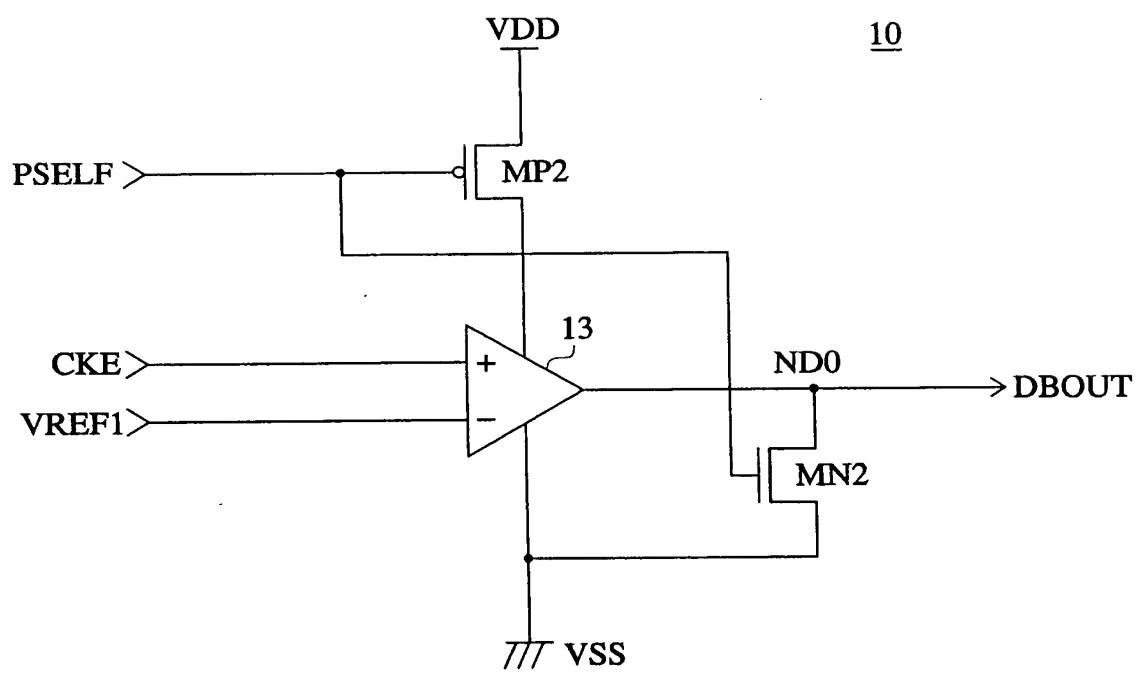 VDD
10
PSELF
MP2
13
CKE
+
ND0
DBOUT
VREF1
−
MN2
VSS